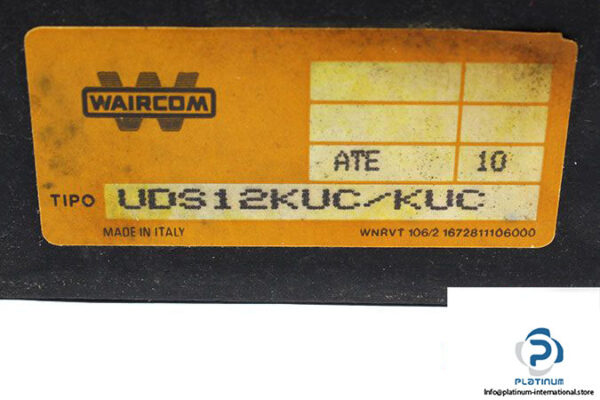 WAIRCOM
ATE 10
TIPO UDS12KUC/KUC
MADE IN ITALY WNRVT 106/2 1672811106000
PLATINUM
Info@platinum-international.store